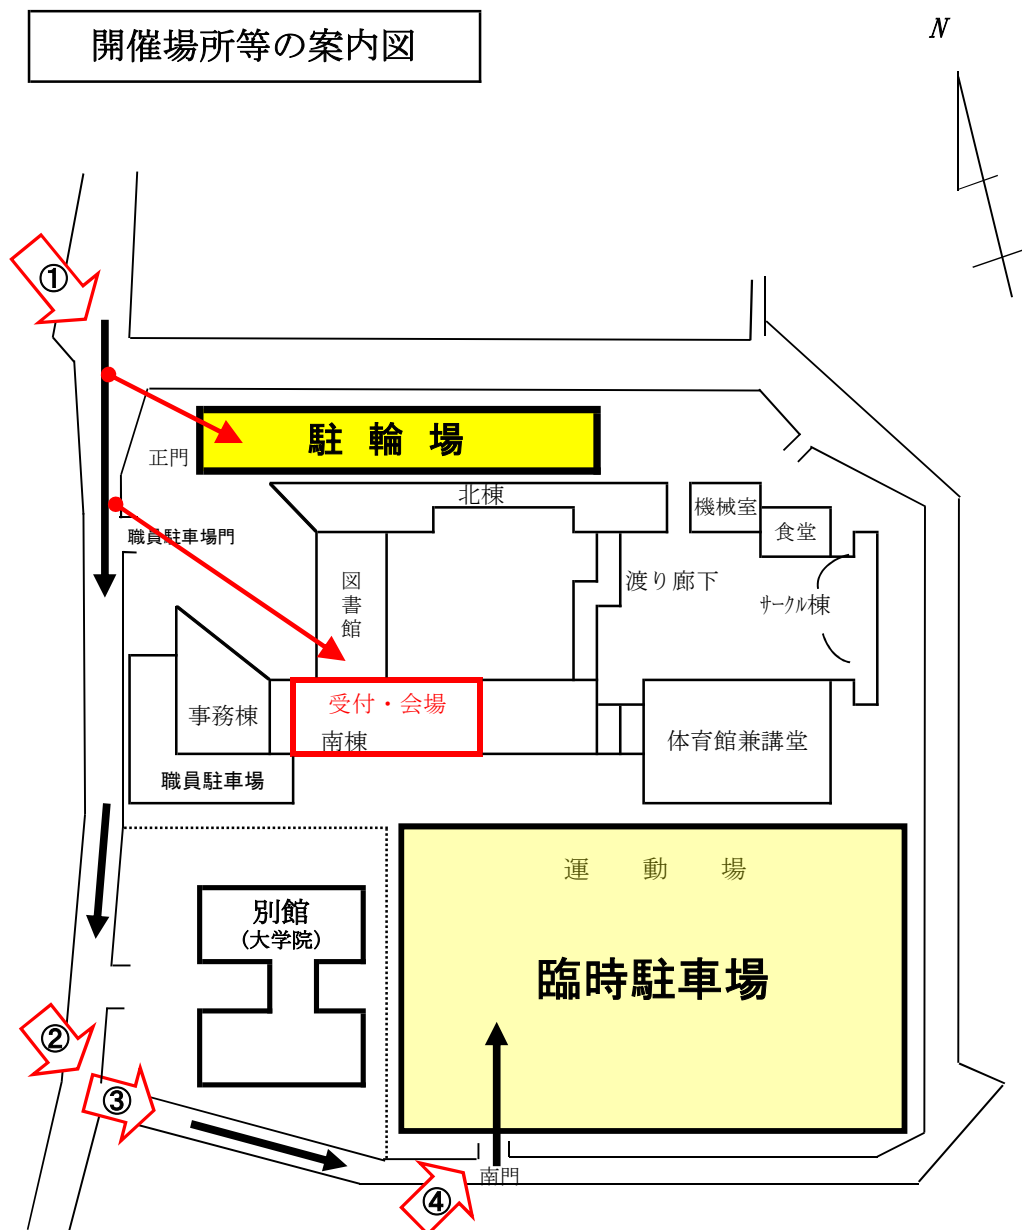 開催場所等の案内図
N
①
駐輪場
正門
北棟
機械室
食堂
職員駐車場門
図書館
渡り廊下
サークル棟
受付・会場
事務棟
南棟
体育館兼講堂
職員駐車場
運動場
別館
(大学院)
臨時駐車場
②
③
南門
④